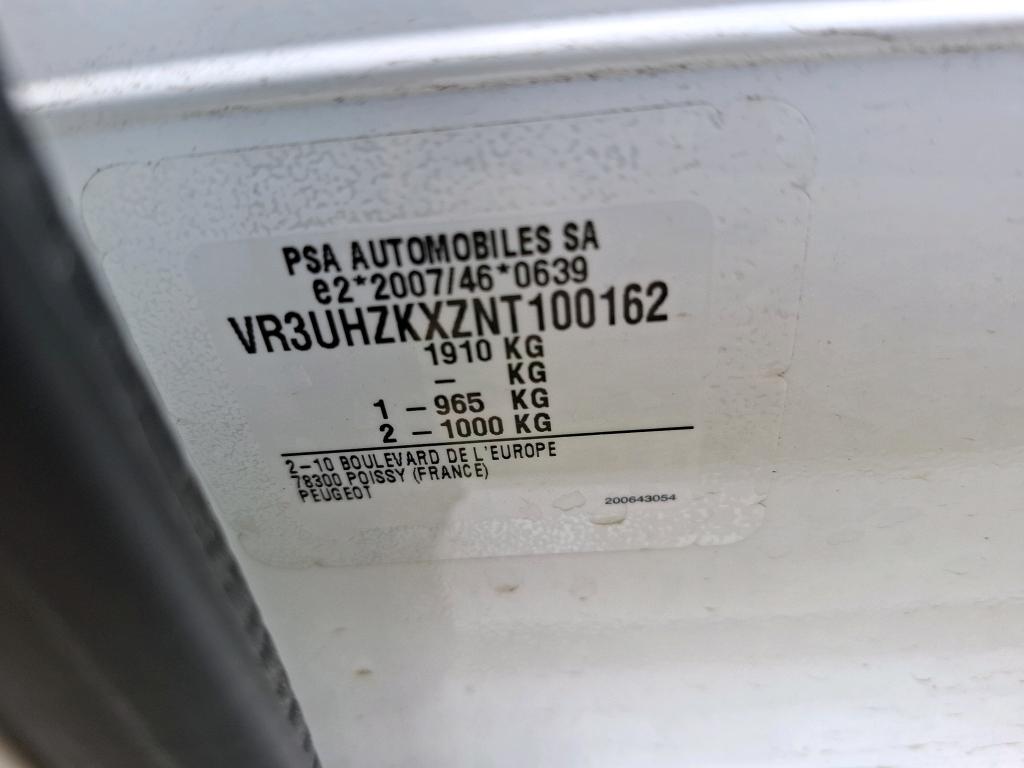 PSA AUTOMOBILES SA
e2*2007/46*0639
VR3UHZKXZNT100162
1910 KG
– KG
1 – 965 KG
2 – 1000 KG
2–10 BOULEVARD DE L'EUROPE
78300 POISSY (FRANCE)
PEUGEOT
200643054